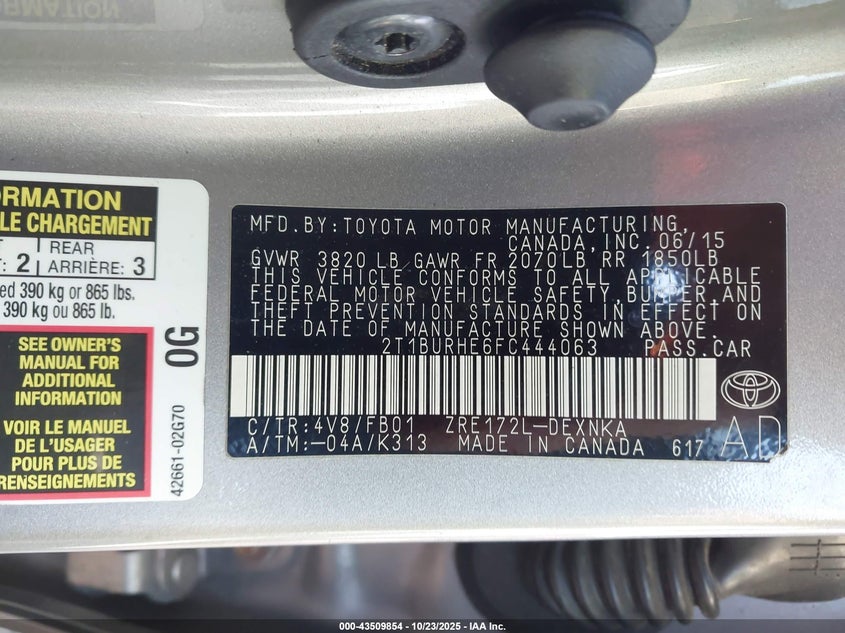 ORMATION
ORMATION
LE CHARGEMENT
T
: 2
REAR
ARRIÈRE: 3
ed 390 kg or 865 lbs.
390 kg ou 865 lb.
SEE OWNER'S
MANUAL FOR
ADDITIONAL
INFORMATION
VOIR LE MANUEL
DE L'USAGER
POUR PLUS DE
RENSEIGNEMENTS
0G
42661-02G70
MFD. BY: TOYOTA MOTOR MANUFACTURING,
CANADA, INC. 06/15
GVWR 3820 LB GAWR FR 2070LB RR 1850LB
THIS VEHICLE CONFORMS TO ALL APPLICABLE
FEDERAL MOTOR VEHICLE SAFETY, BUMPER, AND
THEFT PREVENTION STANDARDS IN EFFECT ON
THE DATE OF MANUFACTURE SHOWN ABOVE.
2T1BURHE6FC444063 PASS. CAR
C/TR: 4V8/FB01 ZRE172L-DEXNKA
A/TM: -04A/K313 MADE IN CANADA 617
AD
000-43509854 - 10/23/2025 - IAA Inc.